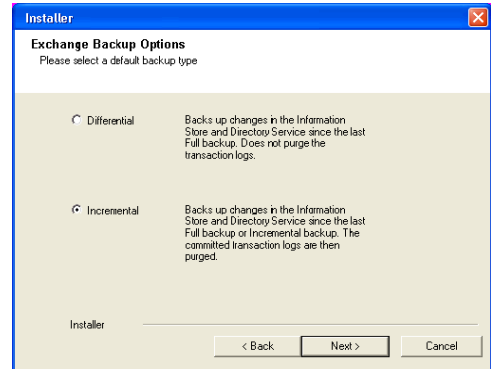 Installer
Exchange Backup Options
Please select a default backup type
Differential
Backs up changes in the Information
Store and Directory Service since the last
Full backup. Does not purge the
transaction logs.
Incremental
Backs up changes in the Information
Store and Directory Service since the last
Full backup or Incremental backup. The
committed transaction logs are then
purged.
Installer
< Back
Next >
Cancel